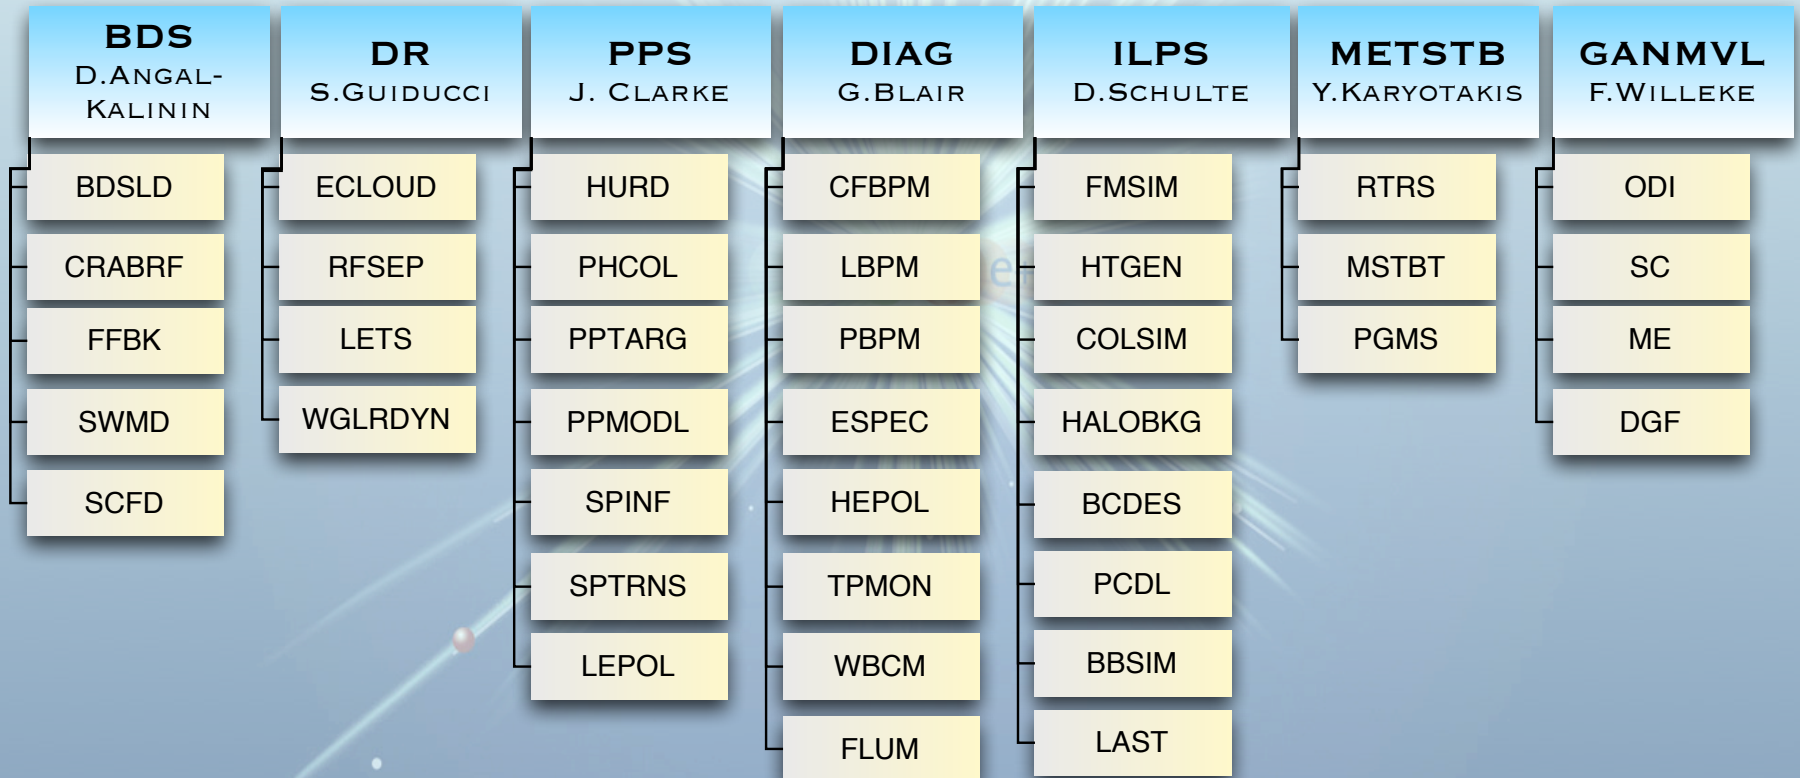 BDS
D.ANGAL-
KALININ
BDSLD
CRABRF
FFBK
SWMD
SCFD
DR
S.GUIDUCCI
ECLOUD
RFSEP
LETS
WGLRDYN
PPS
J. CLARKE
HURD
PHCOL
PPTARG
PPMODL
SPINF
SPTRNS
LEPOL
DIAG
G.BLAIR
CFBPM
LBPM
PBPM
ESPEC
HEPOL
TPMON
WBCM
FLUM
e+
ILPS
D.SCHULTE
FMSIM
HTGEN
COLSIM
HALOBKG
BCDES
PCDL
BBSIM
LAST
METSTB
Y.KARYOTAKIS
RTRS
MSTBT
PGMS
GANMVL
F.WILLEKE
ODI
SC
ME
DGF